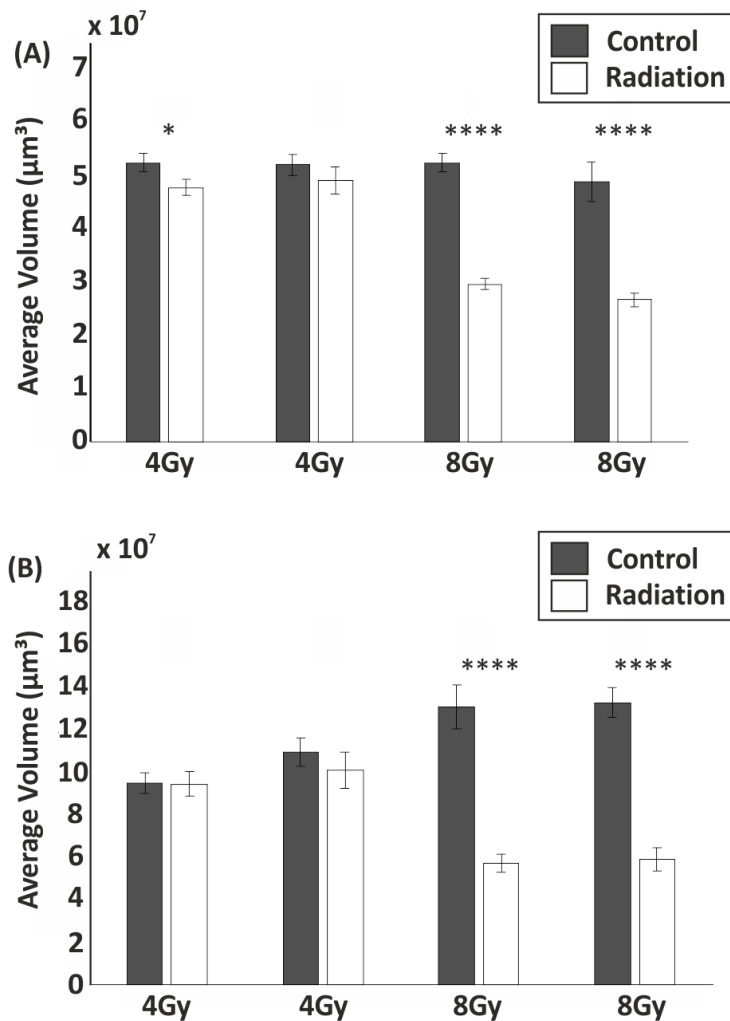 x 10⁷
(A)
Control
Radiation
Average Volume (µm³)
7
6
5
4
3
2
1
0
*
****
****
4Gy 4Gy 8Gy 8Gy
x 10⁷
(B)
Control
Radiation
Average Volume (µm³)
18
16
14
12
10
8
6
4
2
0
****
****
4Gy 4Gy 8Gy 8Gy